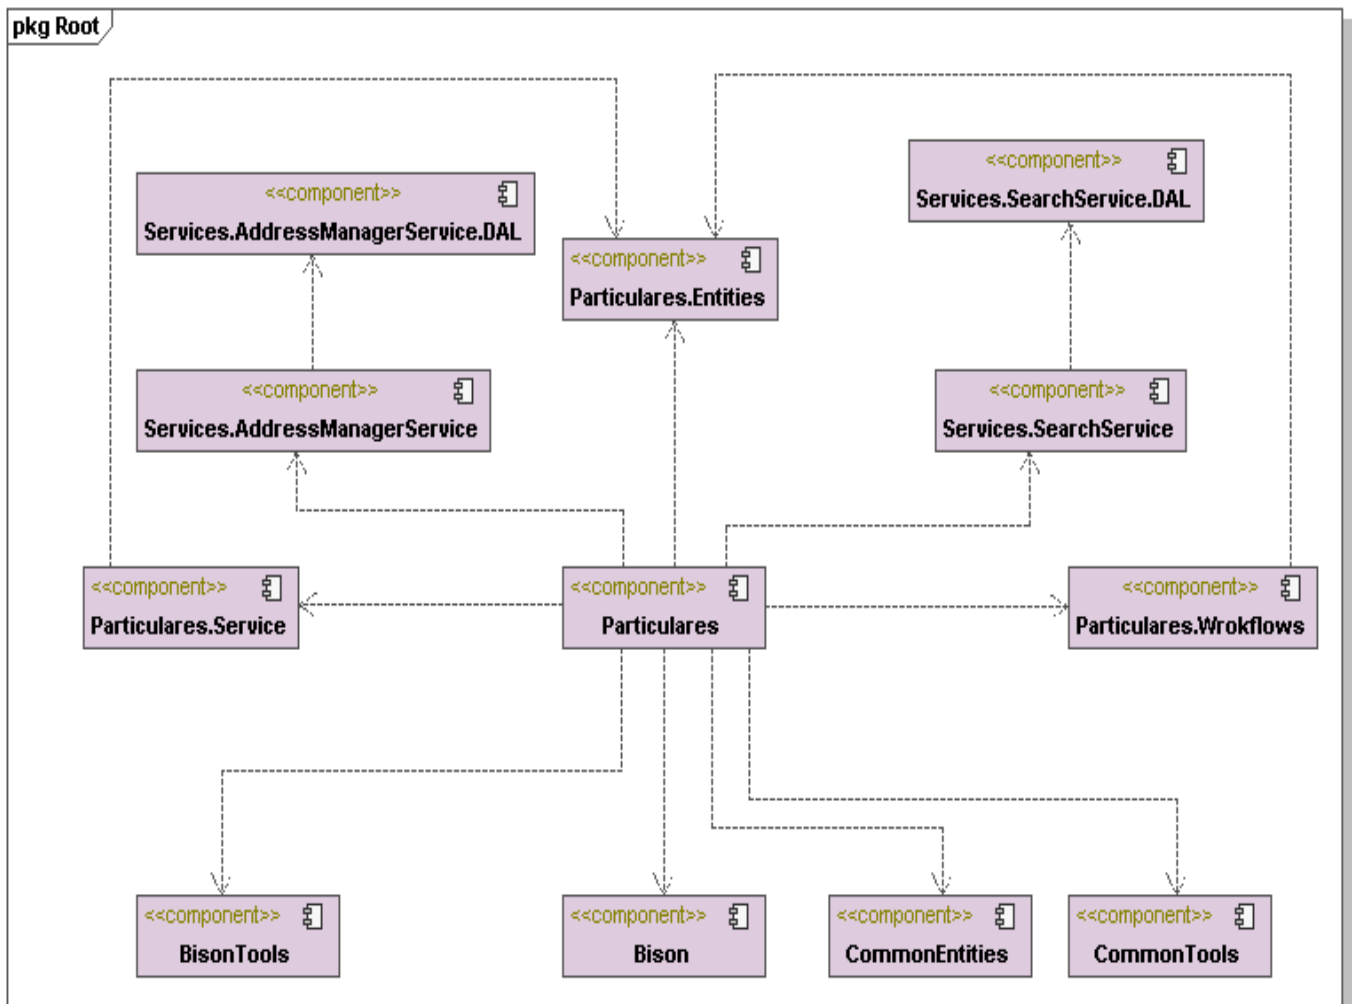 pkg Root
<<component>>
Services.SearchService.DAL
<<component>>
Services.AddressManagerService.DAL
<<component>>
Particulares.Entities
<<component>>
Services.AddressManagerService
<<component>>
Services.SearchService
<<component>>
Particulares.Service
<<component>>
Particulares
<<component>>
Particulares.Wrokflows
<<component>>
BisonTools
<<component>>
Bison
<<component>>
CommonEntities
<<component>>
CommonTools